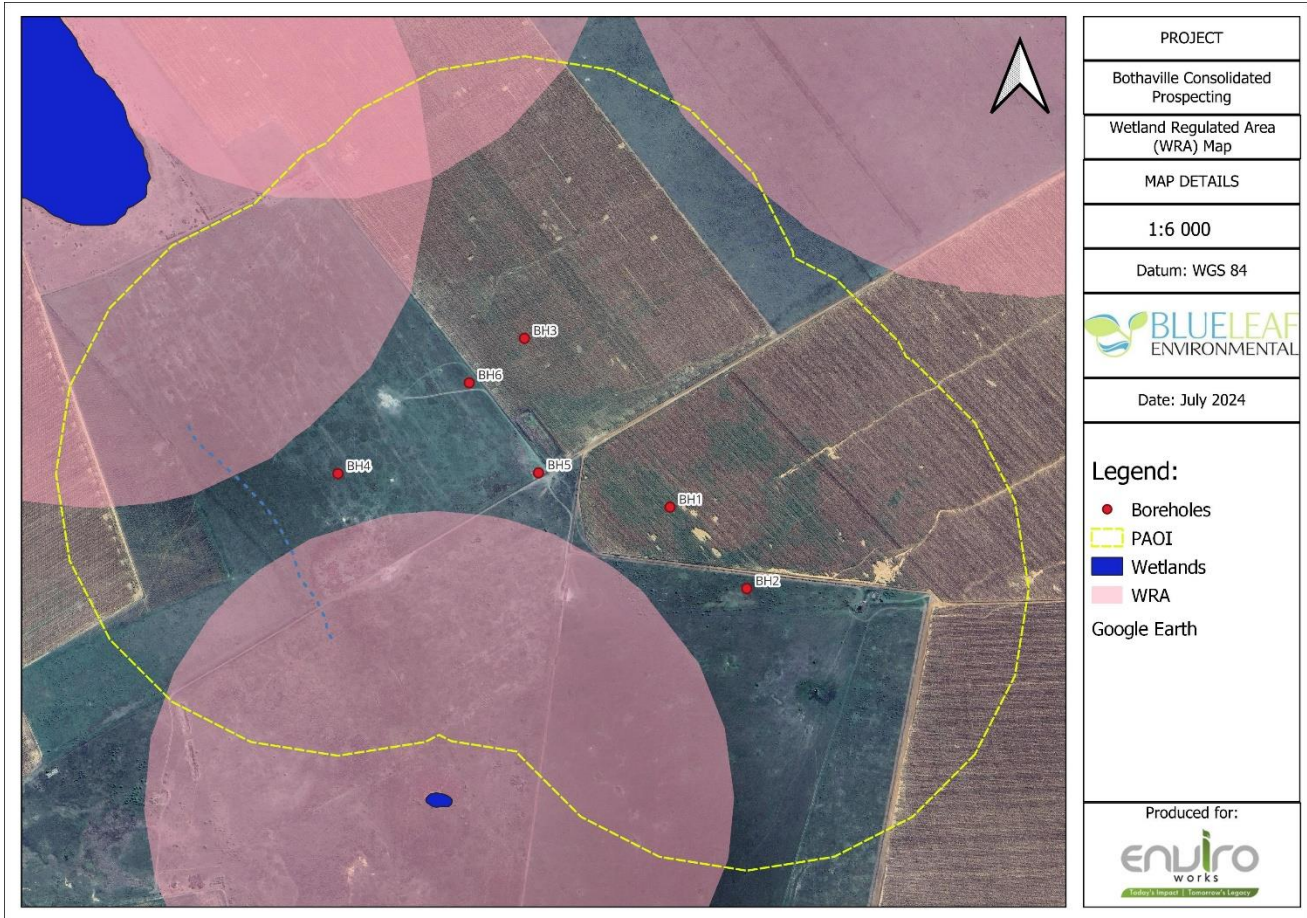 BH3
BH6
BH4
BH5
BH1
BH2
PROJECT
Bothaville Consolidated
Prospecting
Wetland Regulated Area
(WRA) Map
MAP DETAILS
1:6 000
Datum: WGS 84
BLUELEAF
ENVIRONMENTAL
Date: July 2024
Legend:
Boreholes
PAOI
Wetlands
WRA
Google Earth
Produced for:
enviro
works
Today's Impact | Tomorrow's Legacy